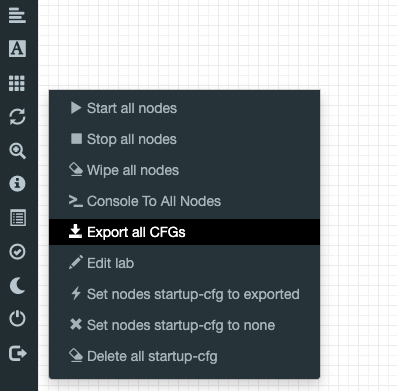 A
Start all nodes
Stop all nodes
Wipe all nodes
Console To All Nodes
Export all CFGs
Edit lab
Set nodes startup-cfg to exported
Set nodes startup-cfg to none
Delete all startup-cfg